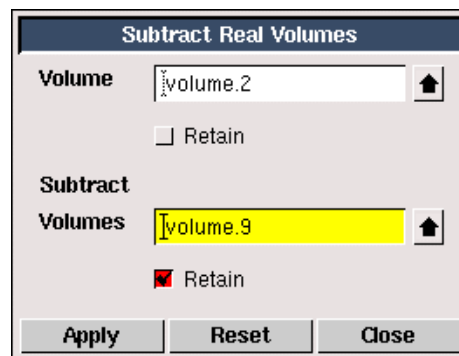 Subtract Real Volumes
Volume volume.2
Retain
Subtract
Volumes volume.9
Retain
Apply Reset Close